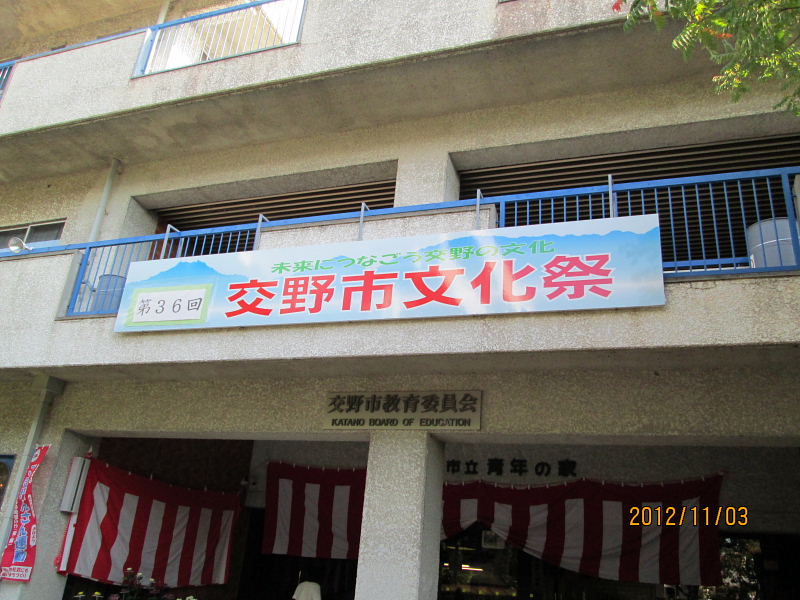 未来につなごう交野の文化
第36回
交野市文化祭
交野市教育委員会
KATANO BOARD OF EDUCATION
市立 青年の家
2012/11/03